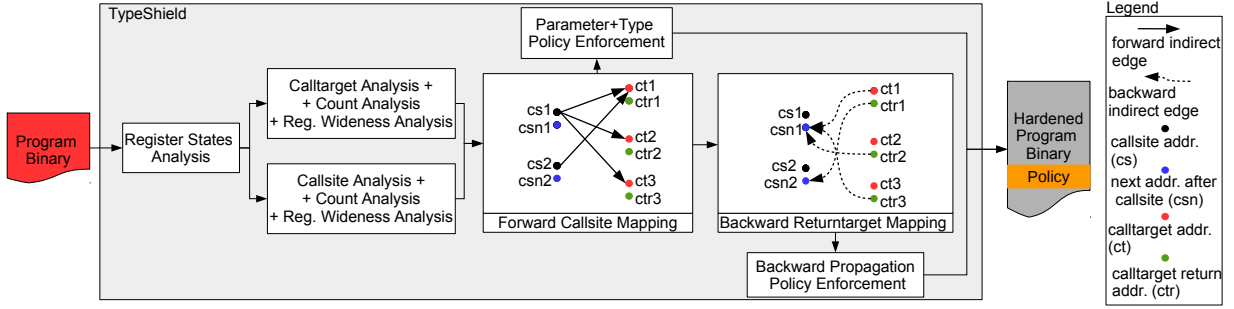 TypeShield
Program
Binary
Register States
Analysis
Calltarget Analysis +
+ Count Analysis
+ Reg. Wideness Analysis
Callsite Analysis +
+ Count Analysis
+ Reg. Wideness Analysis
Parameter+Type
Policy Enforcement
cs1
csn1
cs2
csn2
ct1
ctr1
ct2
ctr2
ct3
ctr3
Forward Callsite Mapping
cs1
csn1
cs2
csn2
ct1
ctr1
ct2
ctr2
ct3
ctr3
Backward Returntarget Mapping
Backward Propagation
Policy Enforcement
Hardened
Program
Binary
Policy
Legend
forward indirect
edge
backward
indirect edge
callsite addr.
(cs)
next addr. after
callsite (csn)
calltarget addr.
(ct)
calltarget return
addr. (ctr)